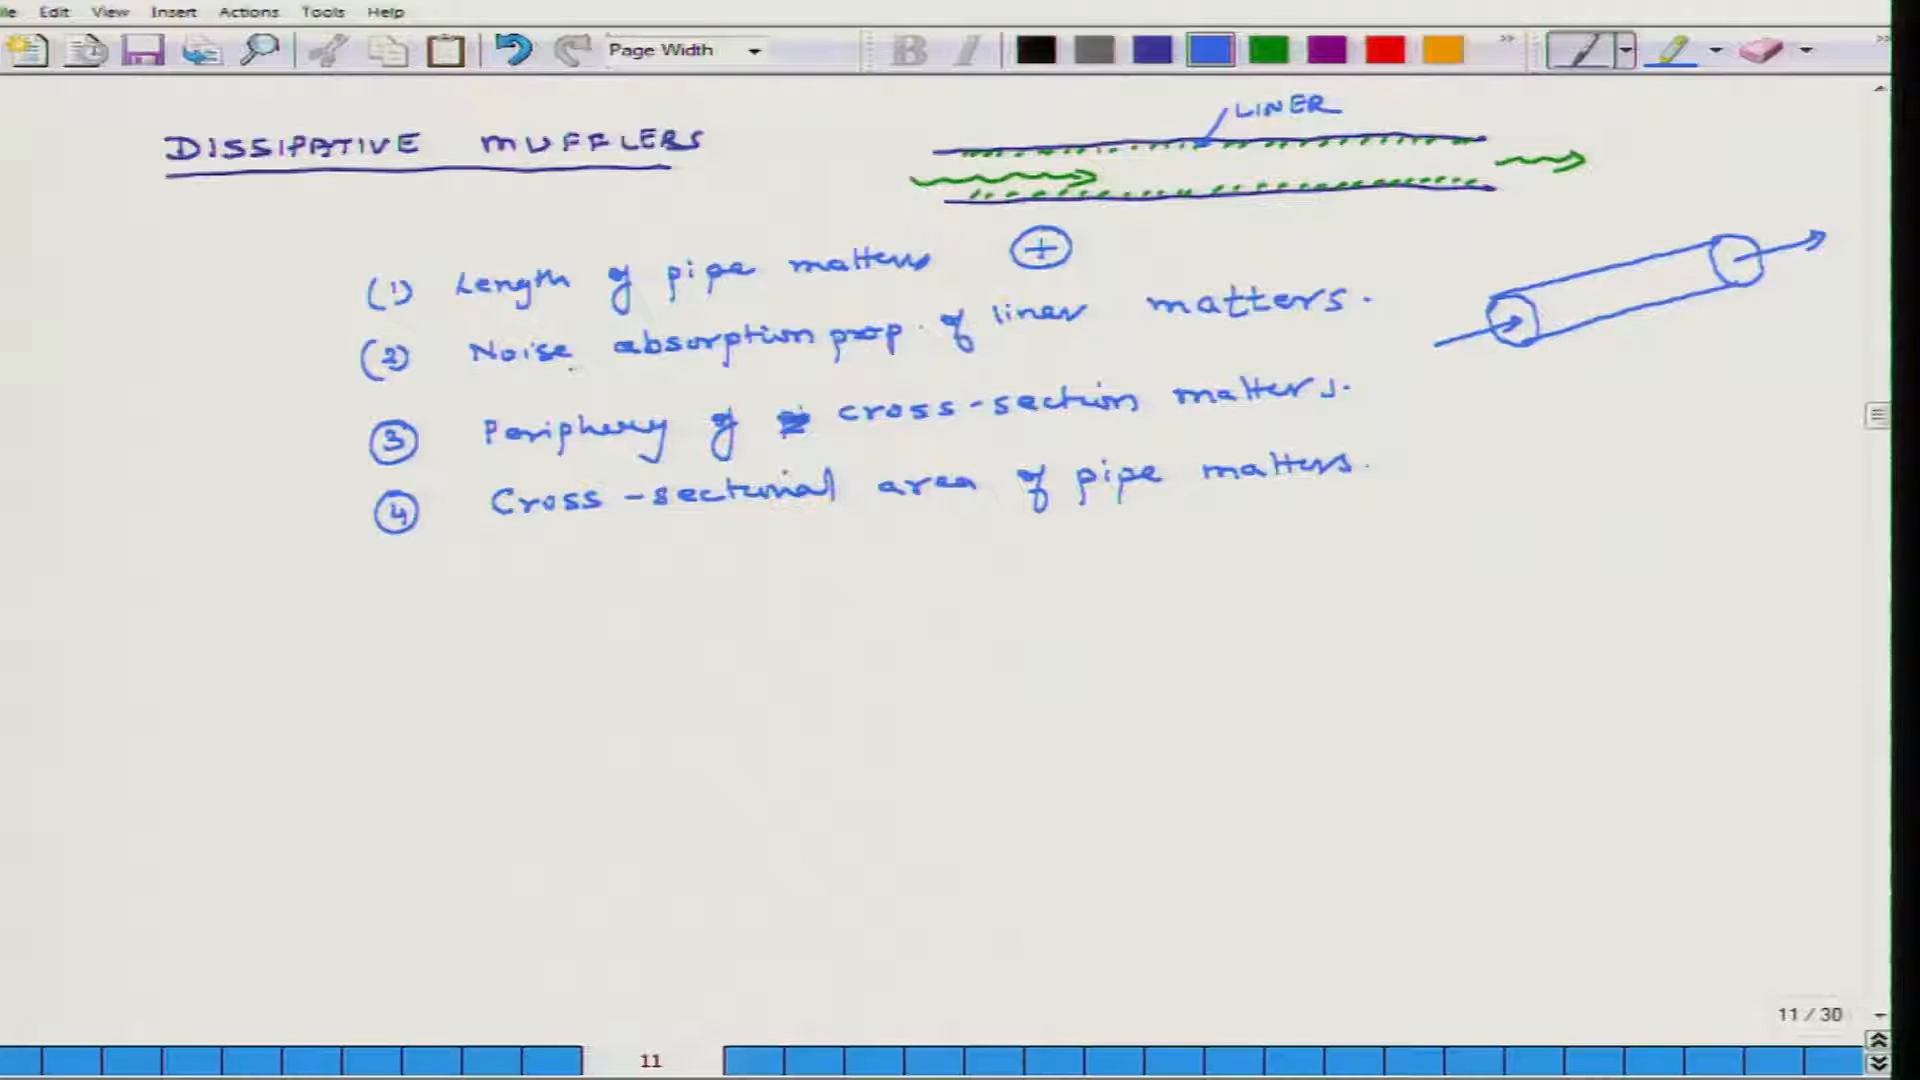 Edit View Insert Actions Tools Help
Page Width
B I
LINER
DISSIPATIVE MUFFLERS
(1) Length of pipe matters +
(2) Noise absorption prop. of liner matters.
3 Periphery of cross-section matters.
4 Cross-sectional area of pipe matters.
11 / 30
11